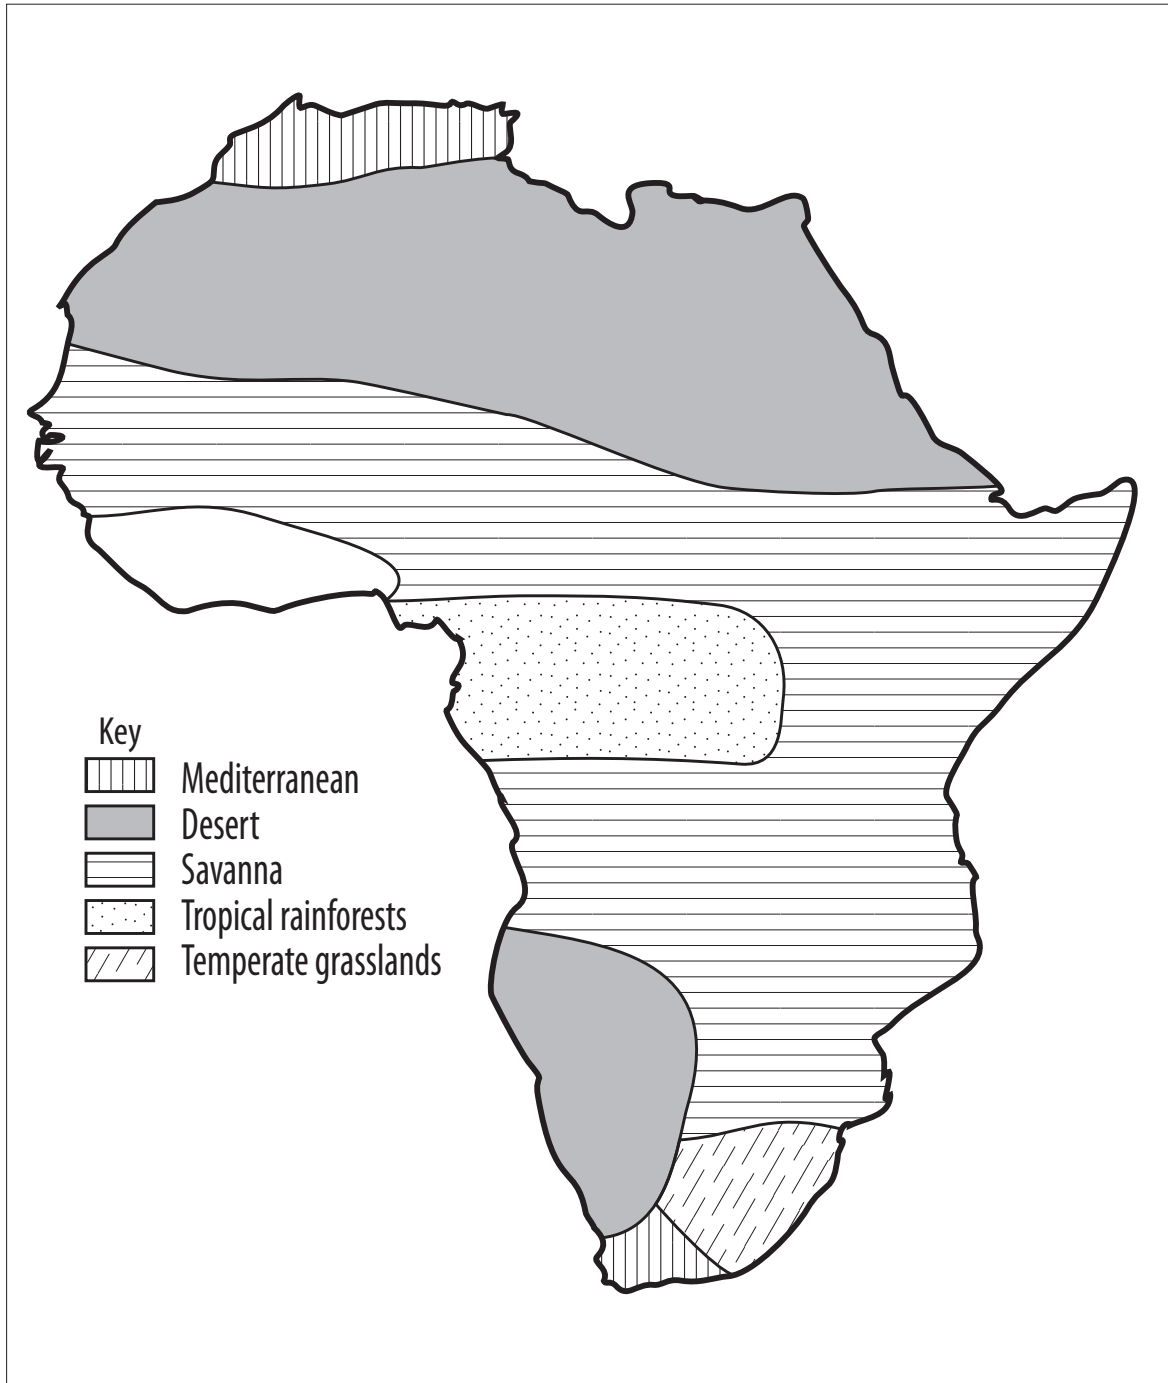 Key
Mediterranean
Desert
Savanna
Tropical rainforests
Temperate grasslands